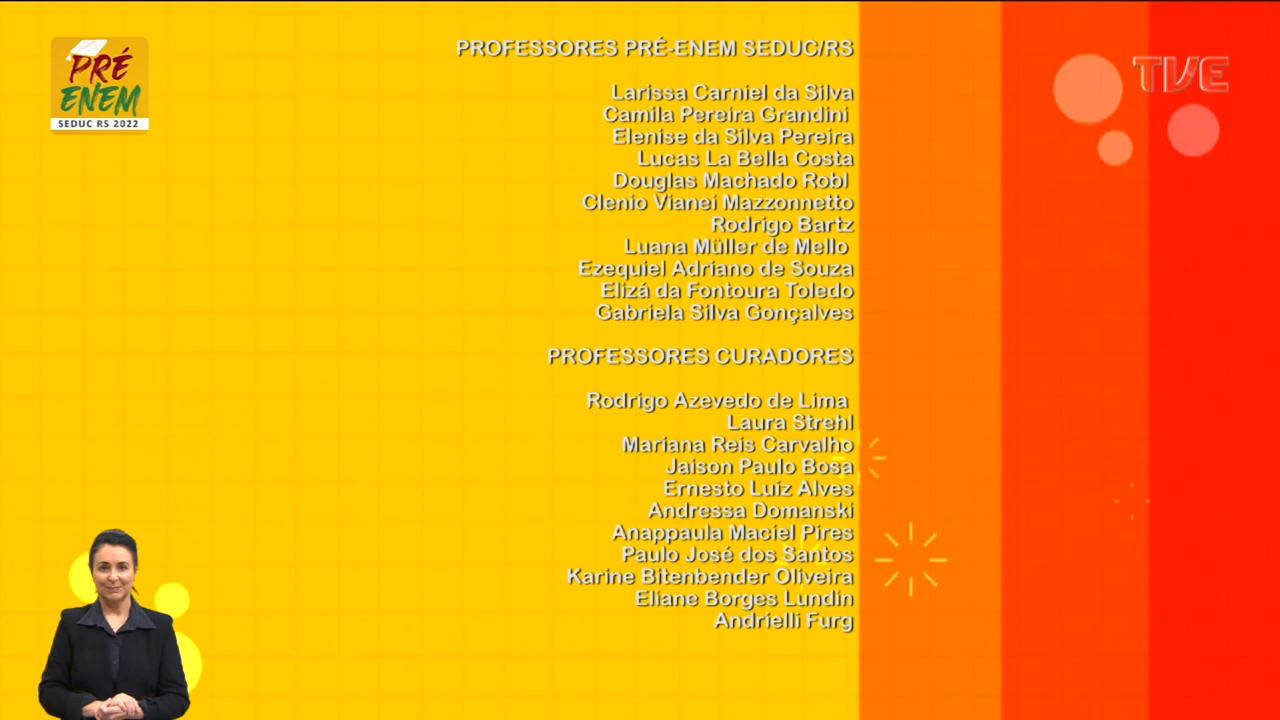 PRÉ
ENEM
SEDUC RS 2022
TVE
PROFESSORES PRÉ-ENEM SEDUC/RS
Larissa Carniel da Silva
Camila Pereira Grandini
Elenise da Silva Pereira
Lucas La Bella Costa
Douglas Machado Robl
Clenio Vianei Mazzonnetto
Rodrigo Bartz
Luana Müller de Mello
Ezequiel Adriano de Souza
Elizá da Fontoura Toledo
Gabriela Silva Gonçalves
PROFESSORES CURADORES
Rodrigo Azevedo de Lima
Laura Strehl
Mariana Reis Carvalho
Jaison Paulo Bosa
Ernesto Luiz Alves
Andressa Domanski
Anappaula Maciel Pires
Paulo José dos Santos
Karine Bitenbender Oliveira
Eliane Borges Lundin
Andrielli Furg